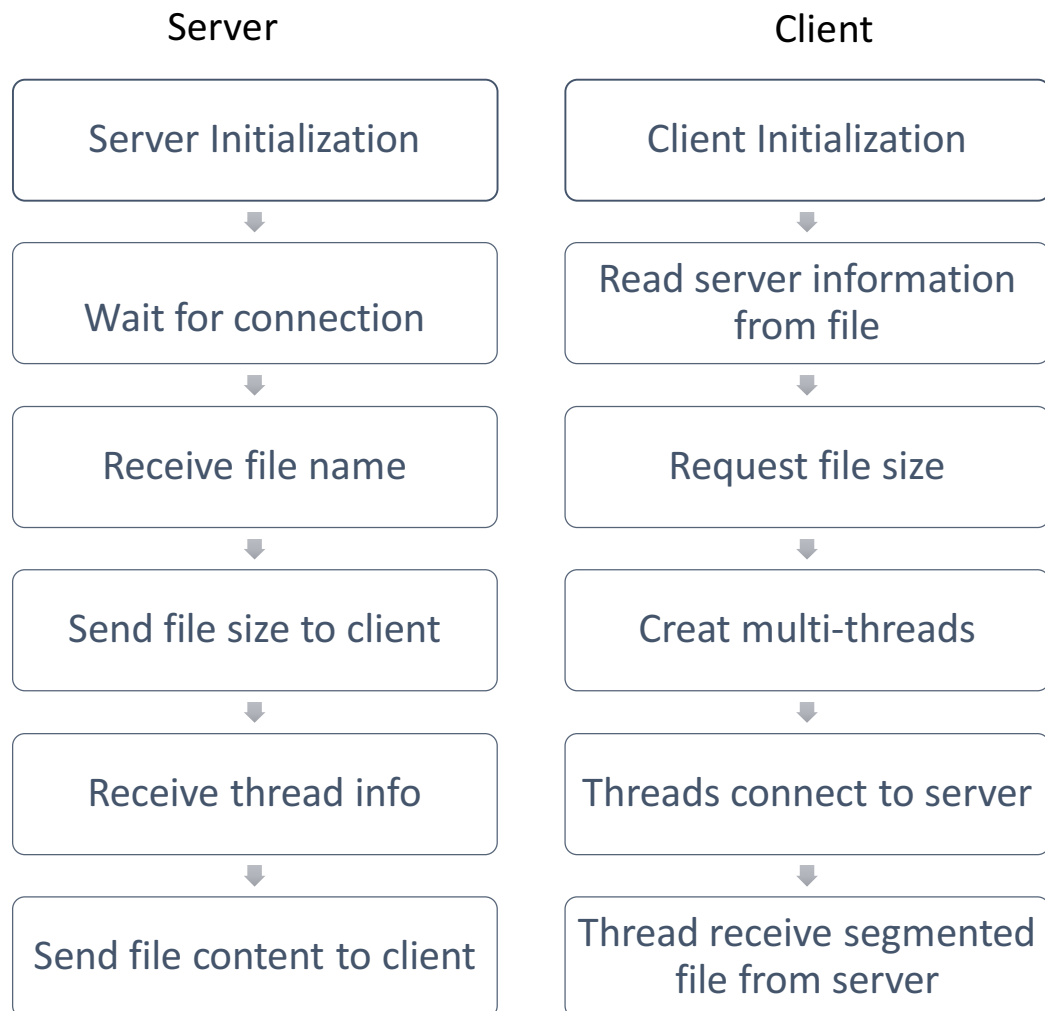 Server
Server Initialization
Wait for connection
Receive file name
Send file size to client
Receive thread info
Send file content to client
Client
Client Initialization
Read server information
from file
Request file size
Creat multi-threads
Threads connect to server
Thread receive segmented
file from server